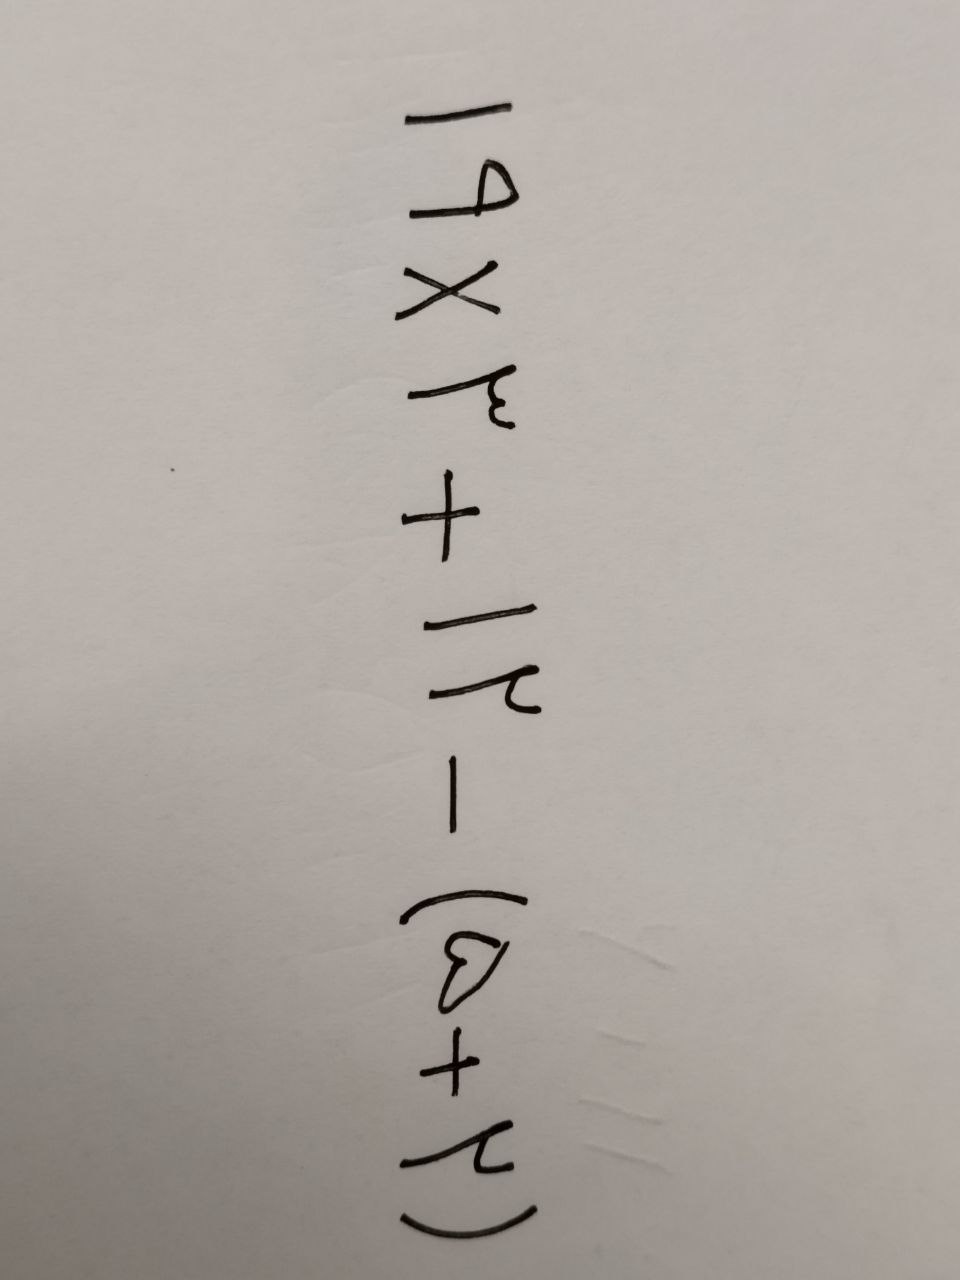 ۱۹ × ۳ + ۱۲ - (۵ + ۲)